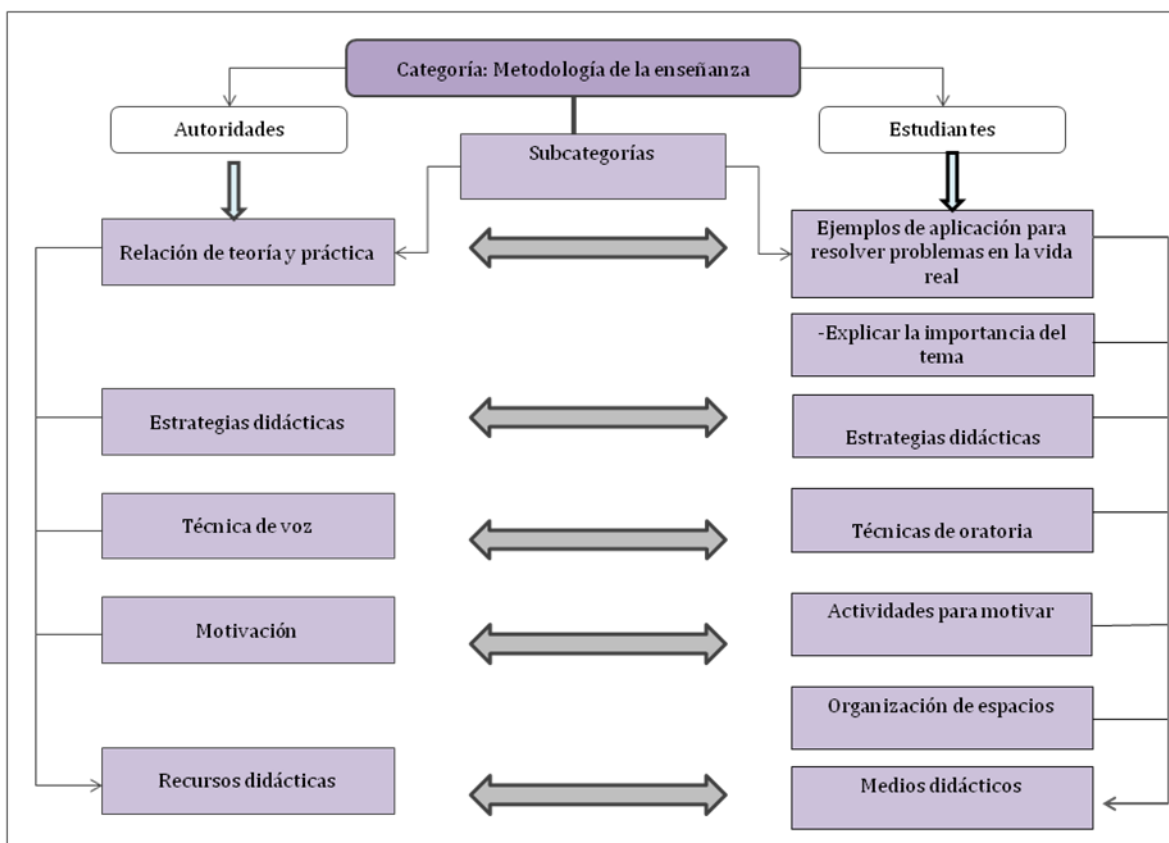 Categoría: Metodología de la enseñanza
Autoridades
Estudiantes
Subcategorías
Relación de teoría y práctica
Ejemplos de aplicación para
resolver problemas en la vida
real
-Explicar la importancia del
tema
Estrategias didácticas
Estrategias didácticas
Técnica de voz
Técnicas de oratoria
Motivación
Actividades para motivar
Organización de espacios
Recursos didácticas
Medios didácticos